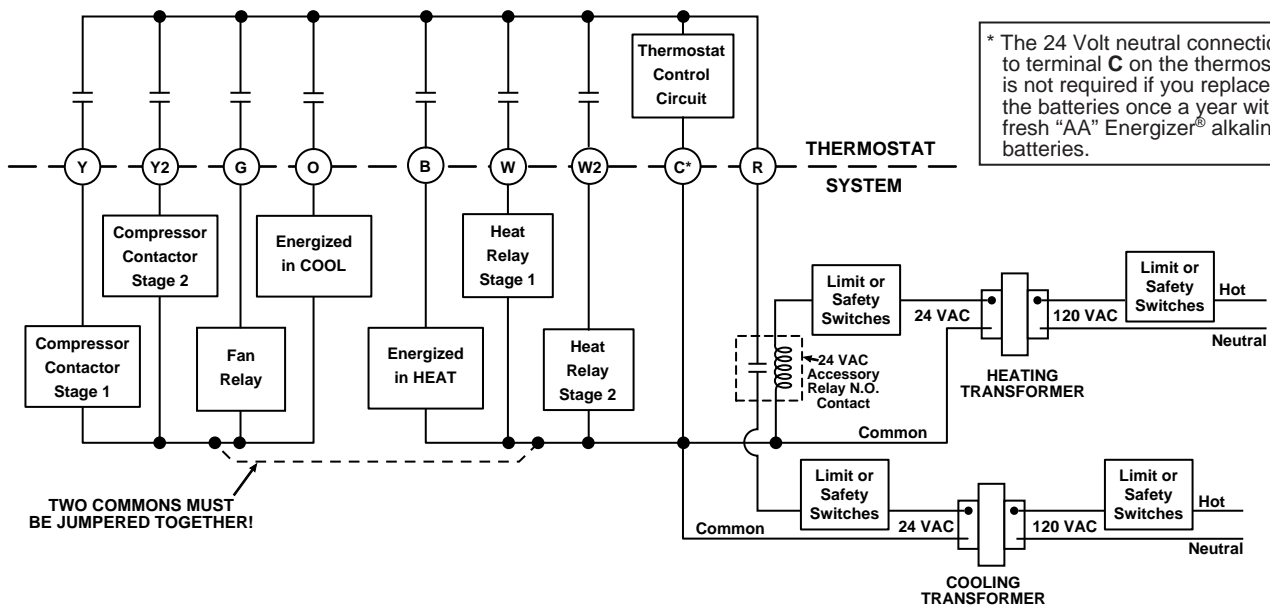 Thermostat
Control
Circuit
* The 24 Volt neutral connectio
to terminal C on the thermos
is not required if you replace
the batteries once a year wit
fresh “AA” Energizer® alkalin
batteries.
THERMOSTAT
SYSTEM
Y
Y2
G
O
B
W
W2
C*
R
Compressor
Contactor
Stage 2
Energized
in COOL
Heat
Relay
Stage 1
Compressor
Contactor
Stage 1
Fan
Relay
Energized
in HEAT
Heat
Relay
Stage 2
Limit or
Safety
Switches
24 VAC
120 VAC
Limit or
Safety
Switches
Hot
Neutral
24 VAC
Accessory
Relay N.O.
Contact
HEATING
TRANSFORMER
Common
TWO COMMONS MUST
BE JUMPERED TOGETHER!
Common
Limit or
Safety
Switches
24 VAC
120 VAC
Limit or
Safety
Switches
Hot
Neutral
COOLING
TRANSFORMER